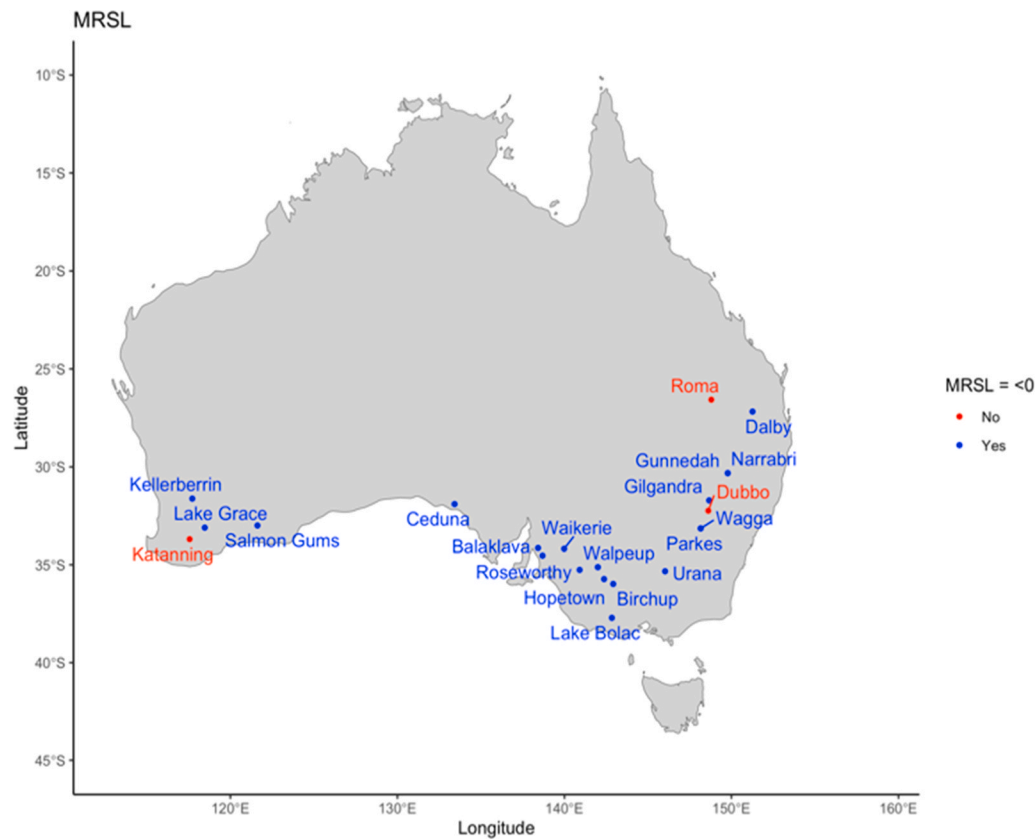 MRSL
10°S
15°S
20°S
25°S
30°S
35°S
40°S
45°S
Latitude
Roma
Dalby
Gunnedah
Narrabri
Gilgandra
Dubbo
Kellerberrin
Lake Grace
Ceduna
Waikerie
Wagga
Katanning
Salmon Gums
Balaklava
Walpeup
Parkes
Roseworthy
Urana
Hopetown
Birchup
Lake Bolac
120°E
130°E
140°E
150°E
160°E
Longitude
MRSL = <0
No
Yes